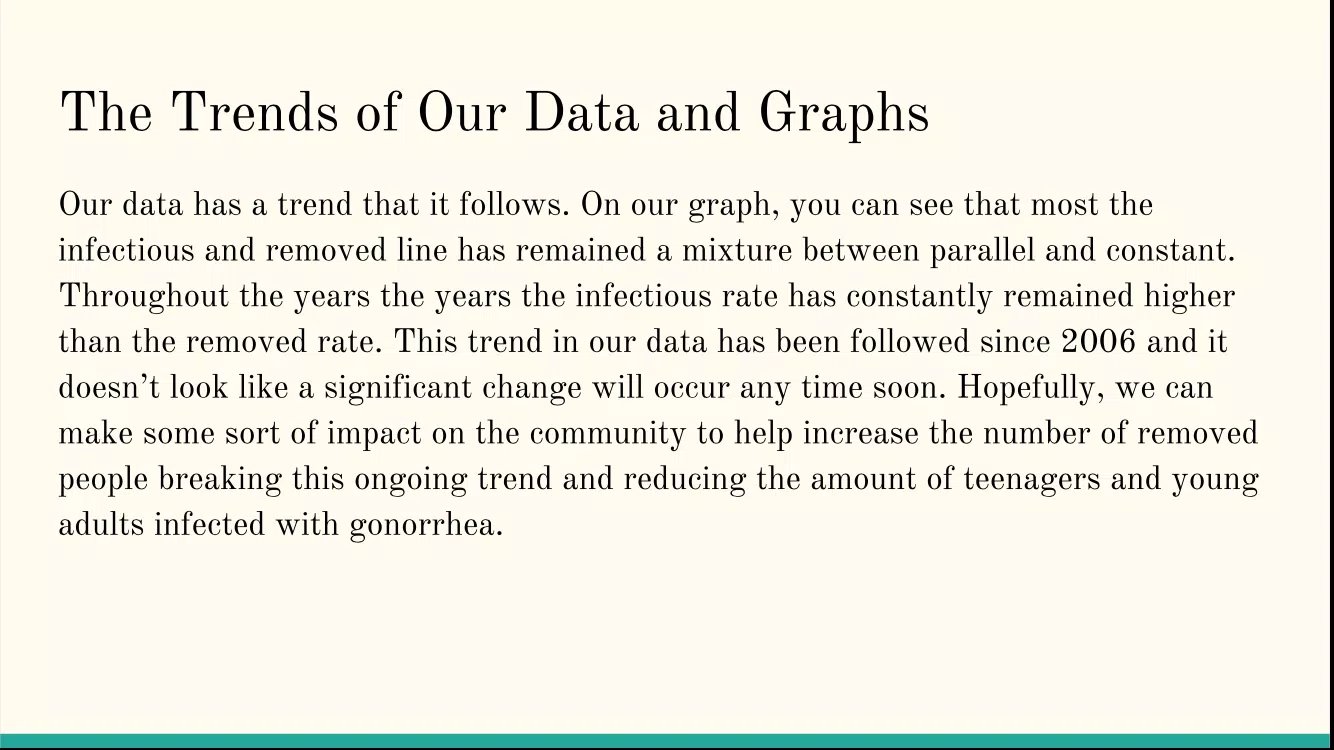 The Trends of Our Data and Graphs
Our data has a trend that it follows. On our graph, you can see that most the
infectious and removed line has remained a mixture between parallel and constant.
Throughout the years the years the infectious rate has constantly remained higher
than the removed rate. This trend in our data has been followed since 2006 and it
doesn’t look like a significant change will occur any time soon. Hopefully, we can
make some sort of impact on the community to help increase the number of removed
people breaking this ongoing trend and reducing the amount of teenagers and young
adults infected with gonorrhea.